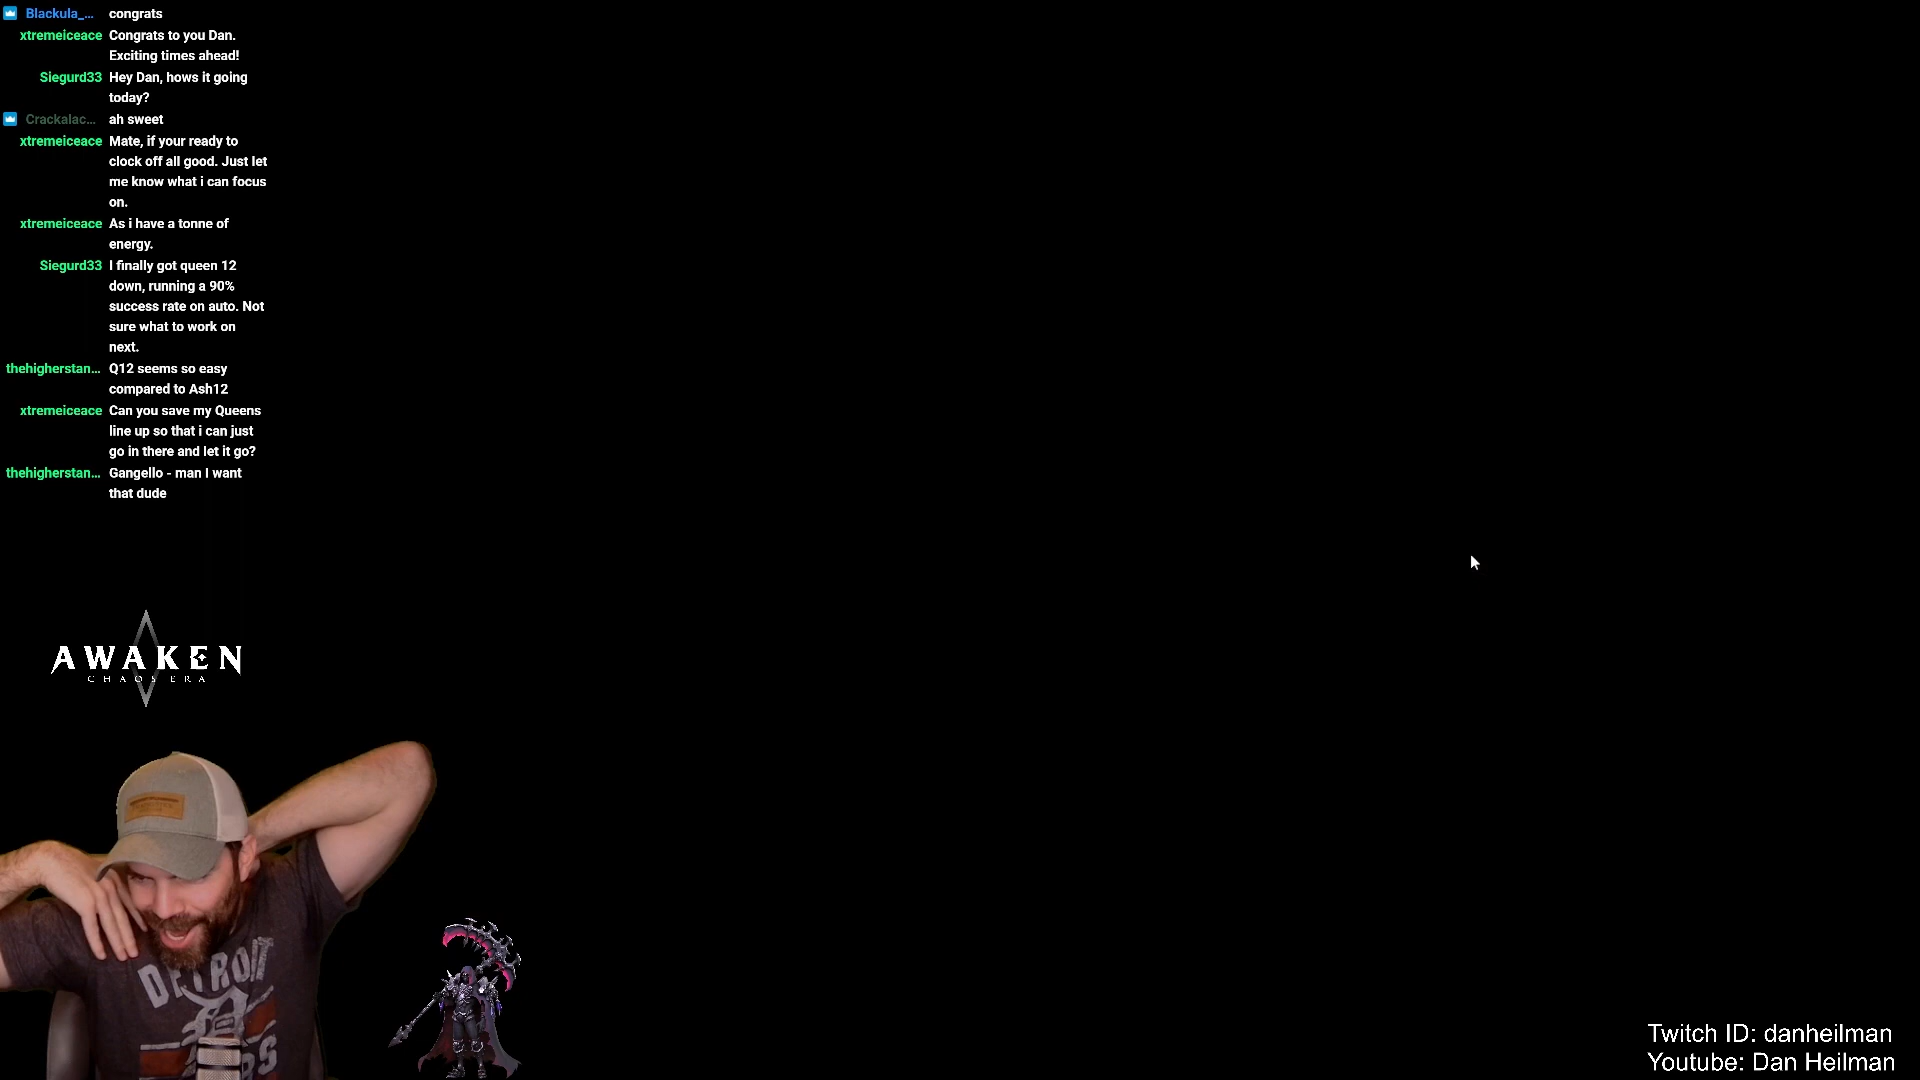 Blackula_... congrats
xtremeiceace Congrats to you Dan.
Exciting times ahead!
Siegurd33 Hey Dan, hows it going
today?
Crackalac... ah sweet
xtremeiceace Mate, if your ready to
clock off all good. Just let
me know what i can focus
on.
xtremeiceace As i have a tonne of
energy.
Siegurd33 I finally got queen 12
down, running a 90%
success rate on auto. Not
sure what to work on
next.
thehigherstan... Q12 seems so easy
compared to Ash12
xtremeiceace Can you save my Queens
line up so that i can just
go in there and let it go?
thehigherstan... Gangello - man I want
that dude
AWAKEN
CHAOS ERA
DETROIT
Twitch ID: danheilman
Youtube: Dan Heilman